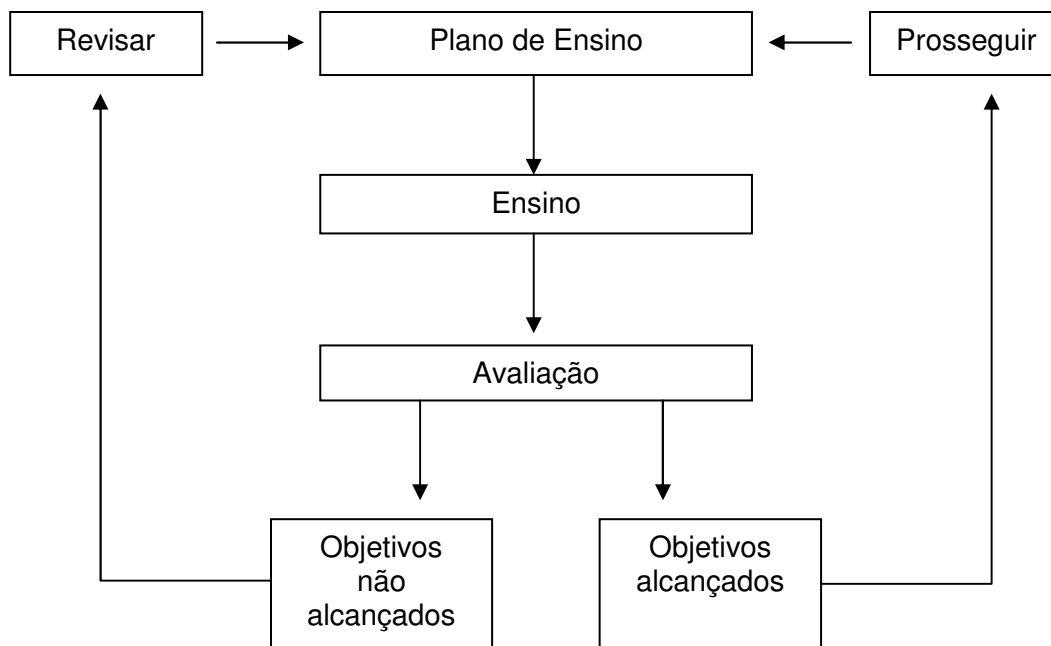 Revisar
Plano de Ensino
Prosseguir
Ensino
Avaliação
Objetivos
não
alcançados
Objetivos
alcançados